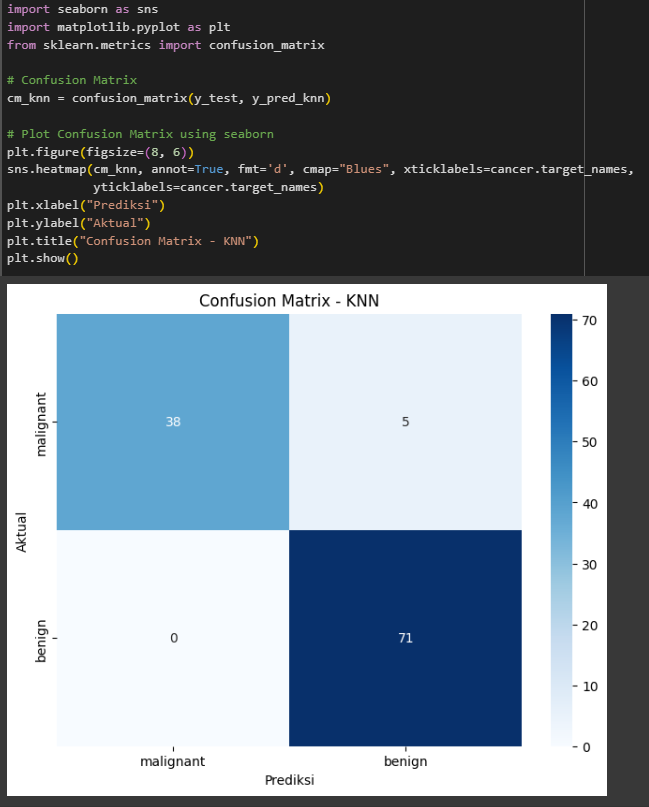 import seaborn as sns
import matplotlib.pyplot as plt
from sklearn.metrics import confusion_matrix
# Confusion Matrix
cm_knn = confusion_matrix(y_test, y_pred_knn)
# Plot Confusion Matrix using seaborn
plt.figure(figsize=(8, 6))
sns.heatmap(cm_knn, annot=True, fmt='d', cmap="Blues", xticklabels=cancer.target_names,
yticklabels=cancer.target_names)
plt.xlabel("Prediksi")
plt.ylabel("Aktual")
plt.title("Confusion Matrix - KNN")
plt.show()
Confusion Matrix - KNN
malignant
benign
Aktual
38
5
0
71
malignant
benign
Prediksi
70
60
50
40
30
20
10
0